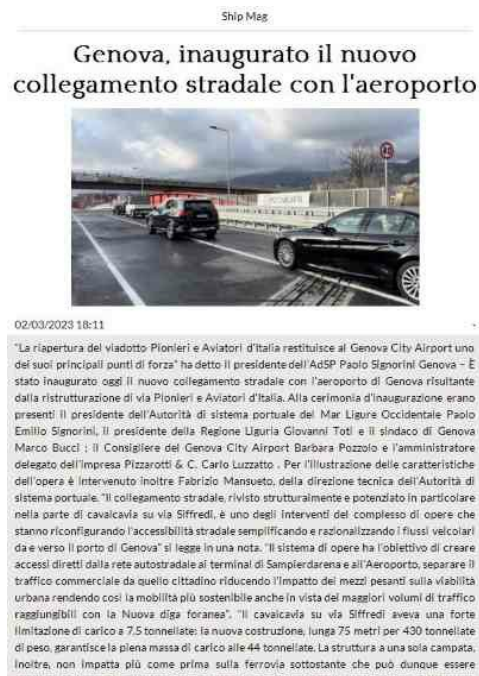 Ship Mag
Genova, inaugurato il nuovo
collegamento stradale con l'aeroporto
02/03/2023 18:11
"La riapertura del viadotto Pionieri e Aviatori d'Italia restituisce al Genova City Airport uno
dei suoi principali punti di forza" ha detto il presidente dell'AdSP Paolo Signorini Genova – È
stato inaugurato oggi il nuovo collegamento stradale con l'aeroporto di Genova risultante
dalla ristrutturazione di via Pionieri e Aviatori d'Italia. Alla cerimonia d'inaugurazione erano
presenti il presidente dell'Autorità di sistema portuale del Mar Ligure Occidentale Paolo
Emilio Signorini, il presidente della Regione Liguria Giovanni Toti e il sindaco di Genova
Marco Bucci ; il Consigliere del Genova City Airport Barbara Pozzolo e l'amministratore
delegato dell'impresa Pizzarotti & C. Carlo Luzzatto . Per l'illustrazione delle caratteristiche
dell'opera è intervenuto inoltre Fabrizio Mansueto, della direzione tecnica dell'Autorità di
sistema portuale. "Il collegamento stradale, rivisto strutturalmente e potenziato in particolare
nella parte di cavalcavia su via Siffredi, è uno degli interventi del complesso di opere che
stanno riconfigurando l'accessibilità stradale semplificando e razionalizzando i flussi veicolari
da e verso il porto di Genova" si legge in una nota. "Il sistema di opere ha l'obiettivo di creare
accessi diretti dalla rete autostradale ai terminal di Sampierdarena e all'Aeroporto, separare il
traffico commerciale da quello cittadino riducendo l'impatto dei mezzi pesanti sulla viabilità
urbana rendendo così la mobilità più sostenibile anche in vista dei maggiori volumi di traffico
raggiungibili con la Nuova diga foranea". "Il cavalcavia su via Siffredi aveva una forte
limitazione di carico a 7.5 tonnellate: la nuova costruzione, lunga 75 metri per 430 tonnellate
di peso, garantisce la piena massa di carico alle 44 tonnellate. La struttura a una sola campata,
inoltre, non impatta più come prima sulla ferrovia sottostante che può dunque essere